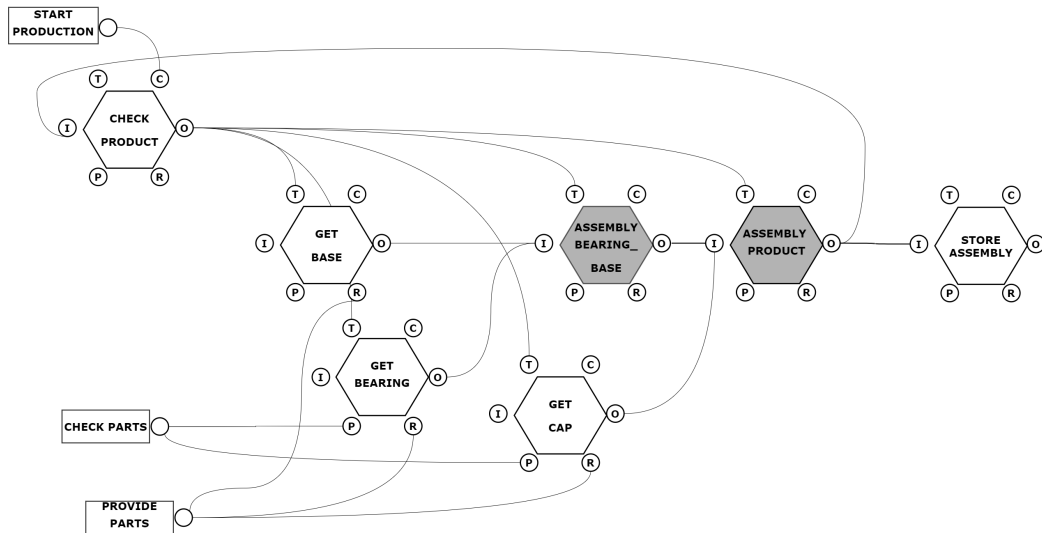 START
PRODUCTION
T
C
CHECK
PRODUCT
I
O
P
R
T
C
GET
BASE
I
O
P
R
T
C
ASSEMBLY
BEARING_
BASE
I
O
P
R
T
C
ASSEMBLY
PRODUCT
I
O
P
R
T
C
STORE
ASSEMBLY
I
O
P
R
T
C
GET
BEARING
I
O
P
R
T
C
GET
CAP
I
O
P
R
CHECK PARTS
PROVIDE
PARTS